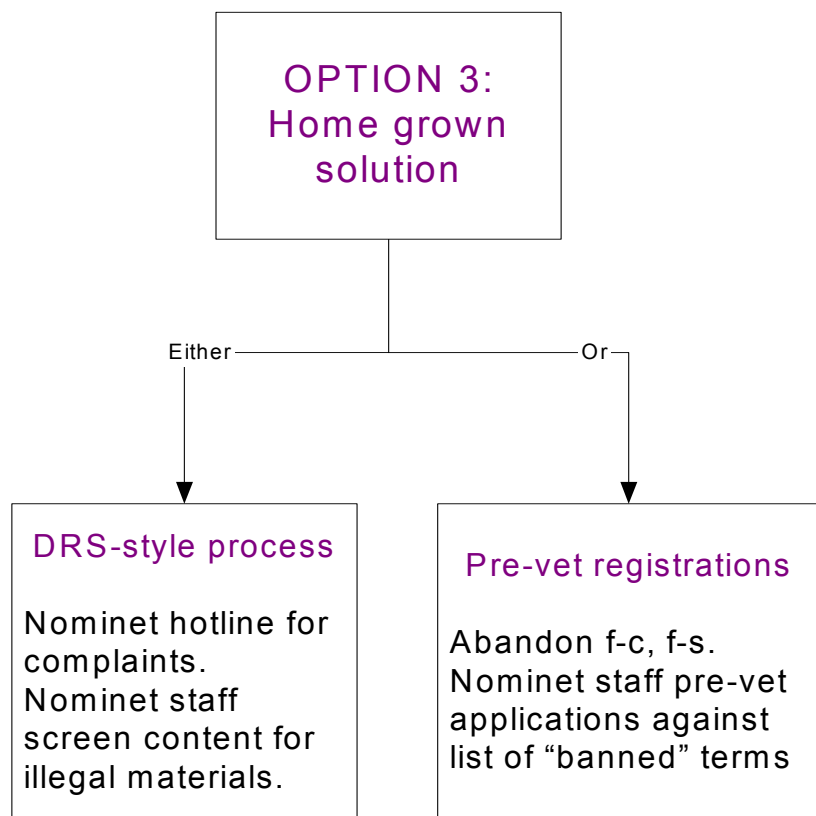 OPTION 3:
Home grown
solution
Either
Or
DRS-style process
Nominet hotline for
complaints.
Nominet staff
screen content for
illegal materials.
Pre-vet registrations
Abandon f-c, f-s.
Nominet staff pre-vet
applications against
list of “banned” terms